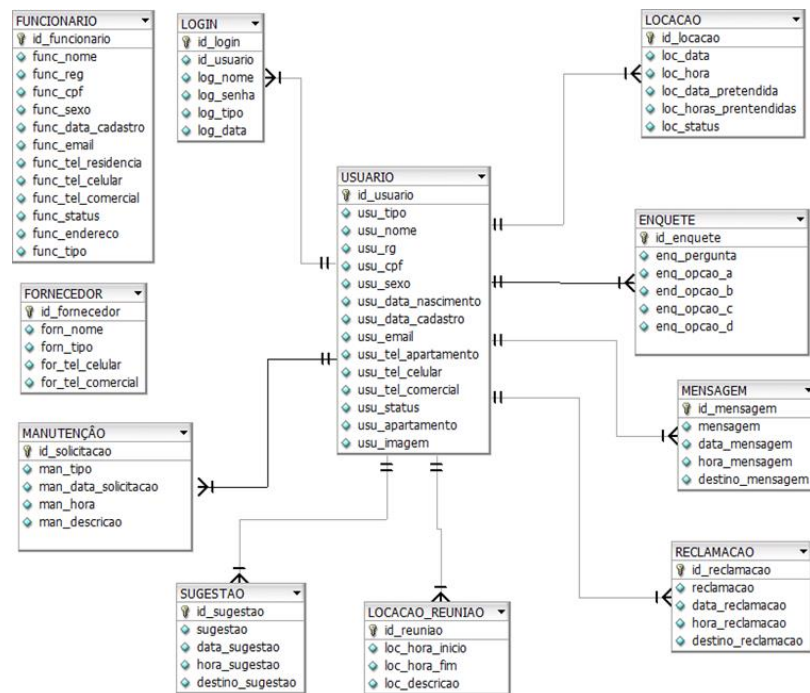 FUNCIONARIO
id_funcionario
func_nome
func_reg
func_cpf
func_sexo
func_data_cadastro
func_email
func_tel_residencia
func_tel_celular
func_tel_comercial
func_status
func_endereco
func_tipo
LOGIN
id_login
id_usuario
log_nome
log_senha
log_tipo
log_data
LOCACAO
id_locacao
loc_data
loc_hora
loc_data_pretendida
loc_horas_prentendidas
loc_status
USUARIO
id_usuario
usu_tipo
usu_nome
usu_rg
usu_cpf
usu_sexo
usu_data_nascimento
usu_data_cadastro
usu_email
usu_tel_apartamento
usu_tel_celular
usu_tel_comercial
usu_status
usu_apartamento
usu_imagem
ENQUETE
id_enquete
enq_pergunta
enq_opcao_a
end_opcao_b
enq_opcao_c
enq_opcao_d
FORNECEDOR
id_fornecedor
forn_nome
forn_tipo
for_tel_celular
for_tel_comercial
MENSAGEM
id_mensagem
mensagem
data_mensagem
hora_mensagem
destino_mensagem
MANUTENÇÂO
id_solicitacao
man_tipo
man_data_solicitacao
man_hora
man_descricao
RECLAMACAO
id_reclamacao
reclamacao
data_reclamacao
hora_reclamacao
destino_reclamacao
SUGESTAO
id_sugestao
sugestao
data_sugestao
hora_sugestao
destino_sugestao
LOCACAO_REUNIAO
id_reuniao
loc_hora_inicio
loc_hora_fim
loc_descricao